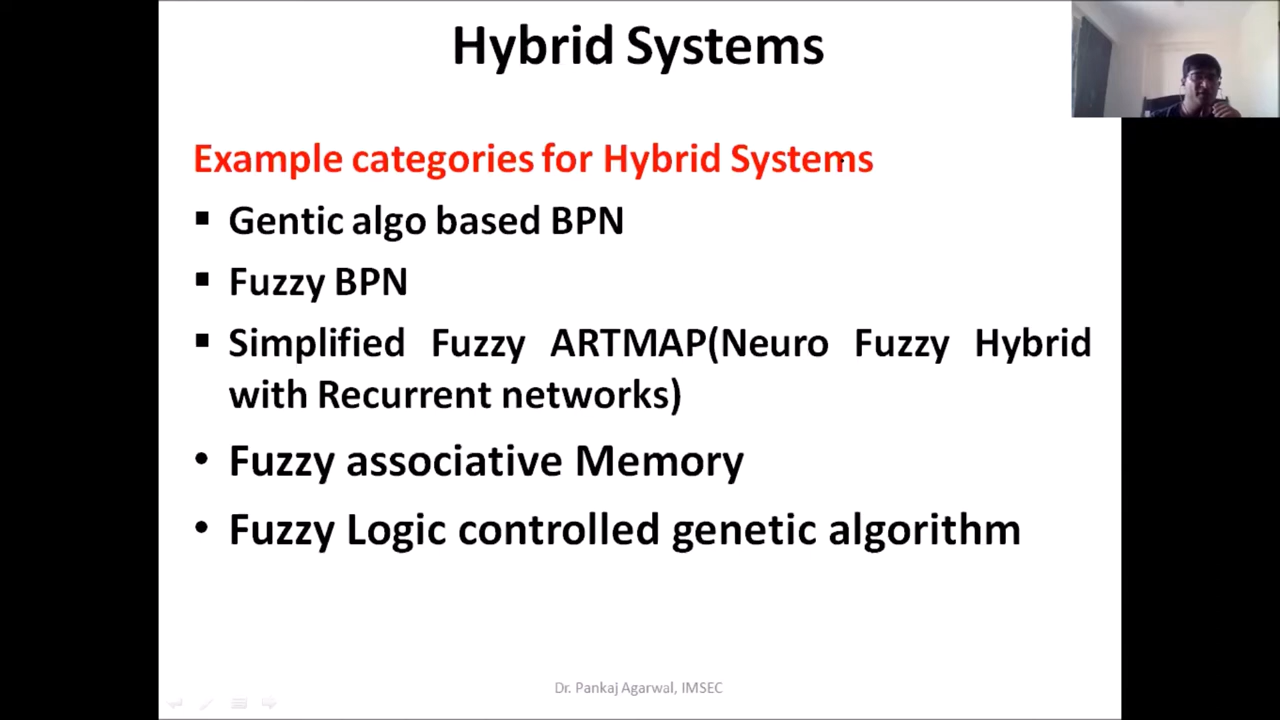 Hybrid Systems
Example categories for Hybrid Systems
▪ Gentic algo based BPN
▪ Fuzzy BPN
▪ Simplified Fuzzy ARTMAP(Neuro Fuzzy Hybrid
with Recurrent networks)
• Fuzzy associative Memory
• Fuzzy Logic controlled genetic algorithm
Dr. Pankaj Agarwal, IMSEC